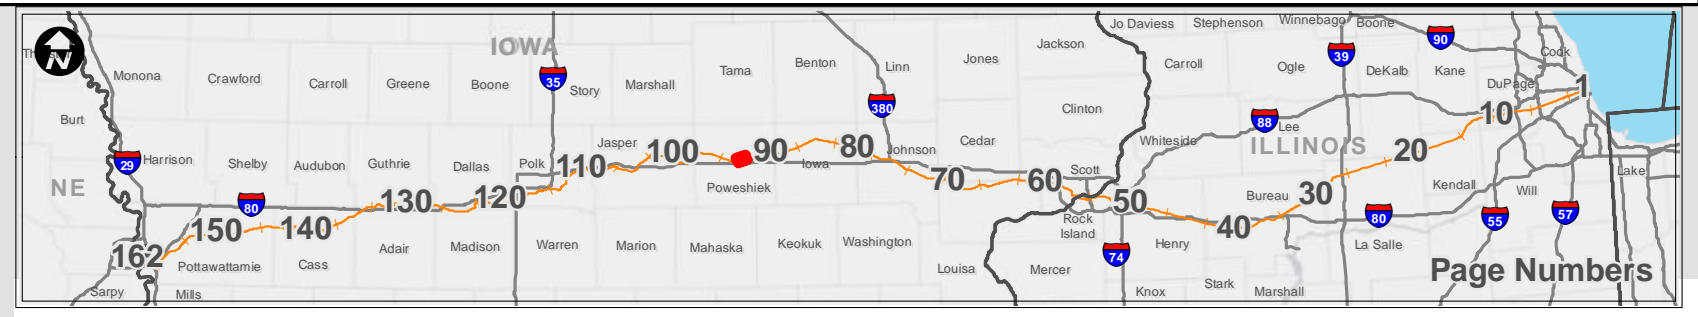 Jo Daviess Stephenson Winnebago Boone
IOWA
N
Th
Monona Crawford Carroll Greene Boone
35
Story Marshall Tama Benton Linn Jones Jackson
Carroll Ogle 39 DeKalb 90 Kane Cook
DuPage 1
Burt
380
Clinton
10
88 Lee
Whiteside
ILLINOIS
20
29 Harrison Shelby Audubon Guthrie Dallas Polk
Jasper 100 90 80 Johnson Cedar
110
Iowa
Scott
Lake
NE
80
Poweshiek
70 60
Kendall Will
Bureau 30
120
130
50
162 150 140
Rock
Island
40
80 55 57
Adair Madison Warren Marion Mahaska Keokuk Washington
74 Henry La Salle
Pottawattamie Cass
Louisa Mercer
Stark
Page Numbers
Sarpy Mills
Knox Marshall